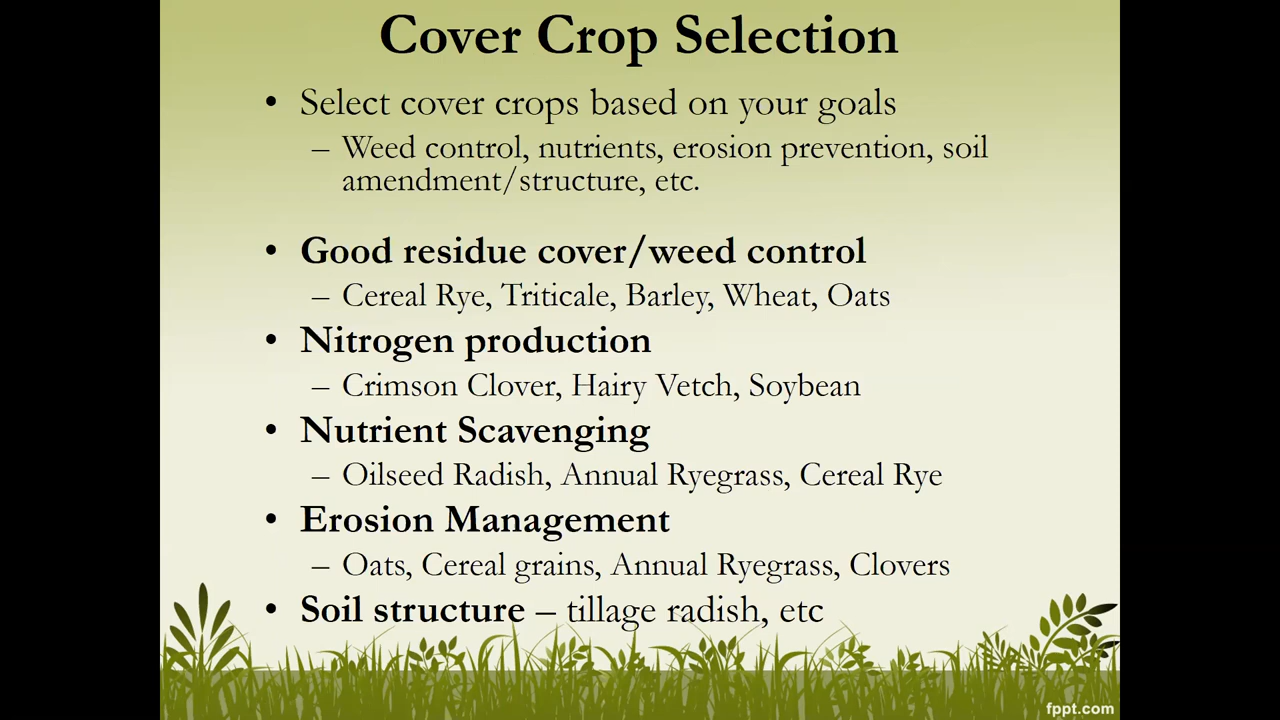 Cover Crop Selection
• Select cover crops based on your goals
– Weed control, nutrients, erosion prevention, soil
amendment/structure, etc.
• Good residue cover/weed control
– Cereal Rye, Triticale, Barley, Wheat, Oats
• Nitrogen production
– Crimson Clover, Hairy Vetch, Soybean
• Nutrient Scavenging
– Oilseed Radish, Annual Ryegrass, Cereal Rye
• Erosion Management
– Oats, Cereal grains, Annual Ryegrass, Clovers
• Soil structure – tillage radish, etc
fppt.com